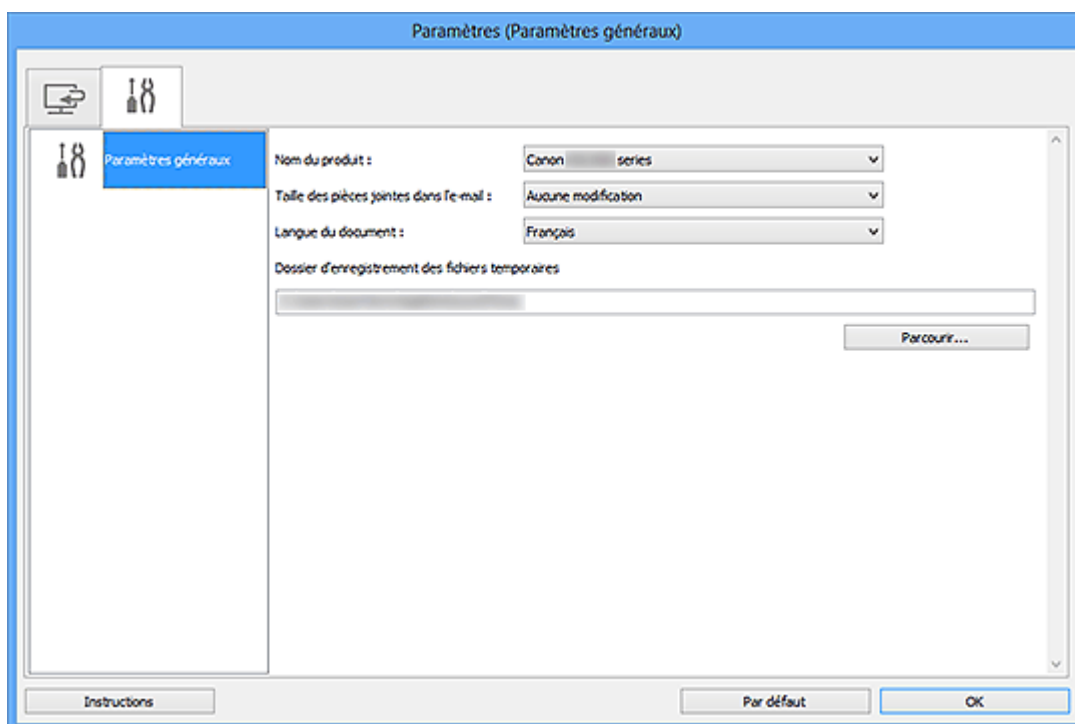 Paramètres (Paramètres généraux)
Paramètres généraux
Nom du produit :
Canon series
Taille des pièces jointes dans l'e-mail :
Aucune modification
Langue du document :
Français
Dossier d'enregistrement des fichiers temporaires
Parcourir...
Instructions
Par défaut
OK